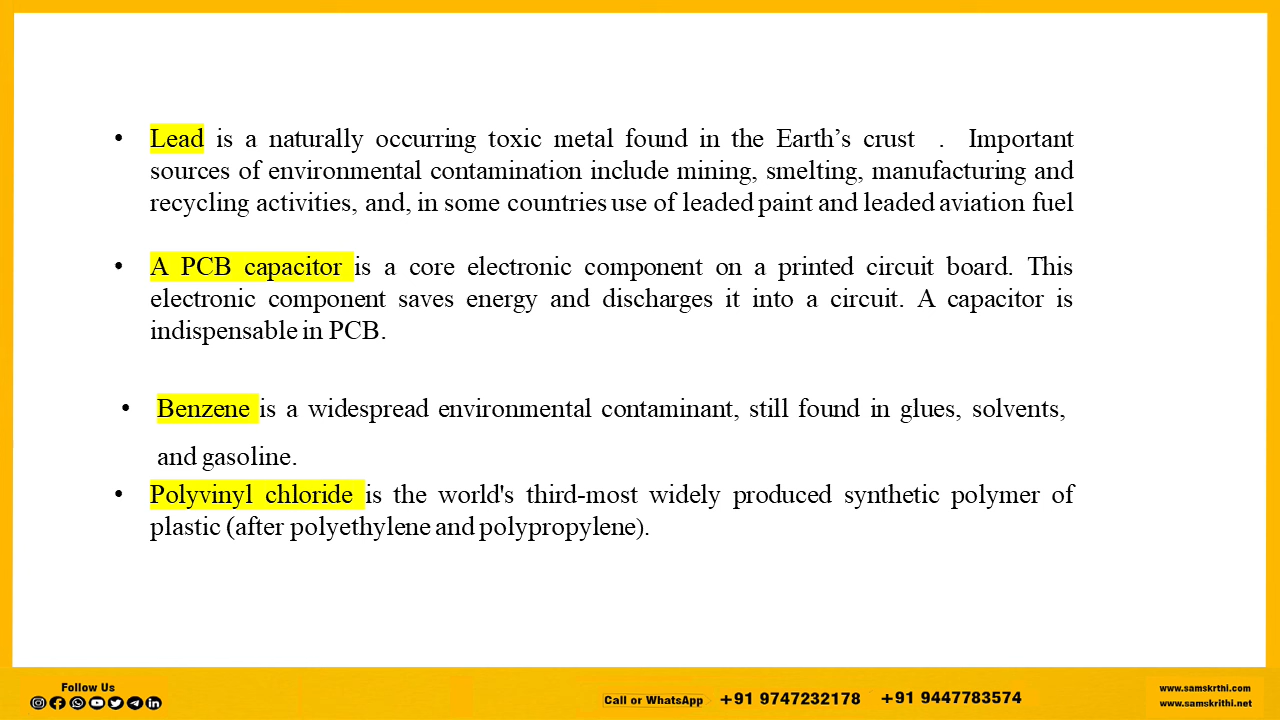 • Lead is a naturally occurring toxic metal found in the Earth’s crust . Important
sources of environmental contamination include mining, smelting, manufacturing and
recycling activities, and, in some countries use of leaded paint and leaded aviation fuel
• A PCB capacitor is a core electronic component on a printed circuit board. This
electronic component saves energy and discharges it into a circuit. A capacitor is
indispensable in PCB.
• Benzene is a widespread environmental contaminant, still found in glues, solvents,
and gasoline.
• Polyvinyl chloride is the world's third-most widely produced synthetic polymer of
plastic (after polyethylene and polypropylene).
Follow Us
Call or WhatsApp +91 9747232178 +91 9447783574
www.samskrthi.com
www.samskrithi.net